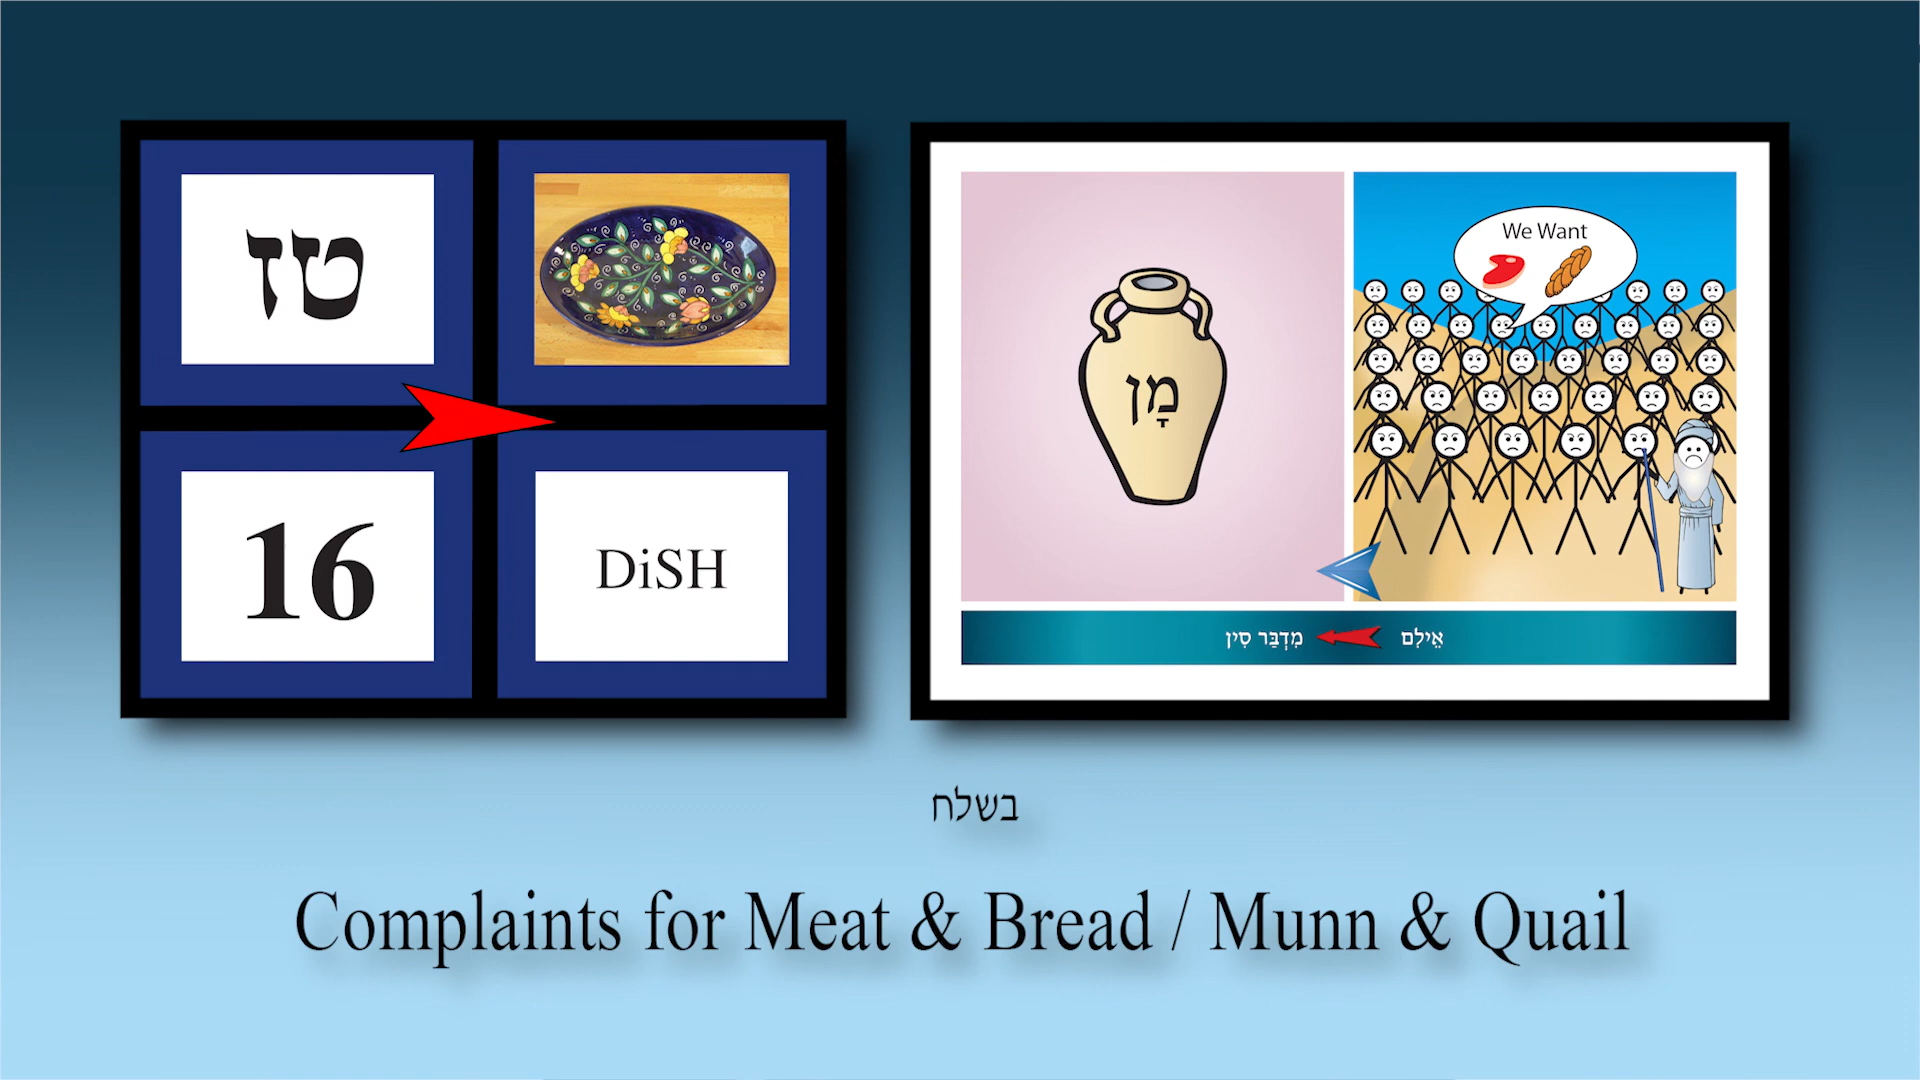 טז
16
DiSH
We Want
מָן
אֵילִם
מִדְבַּר סִין
בשלח
Complaints for Meat & Bread / Munn & Quail